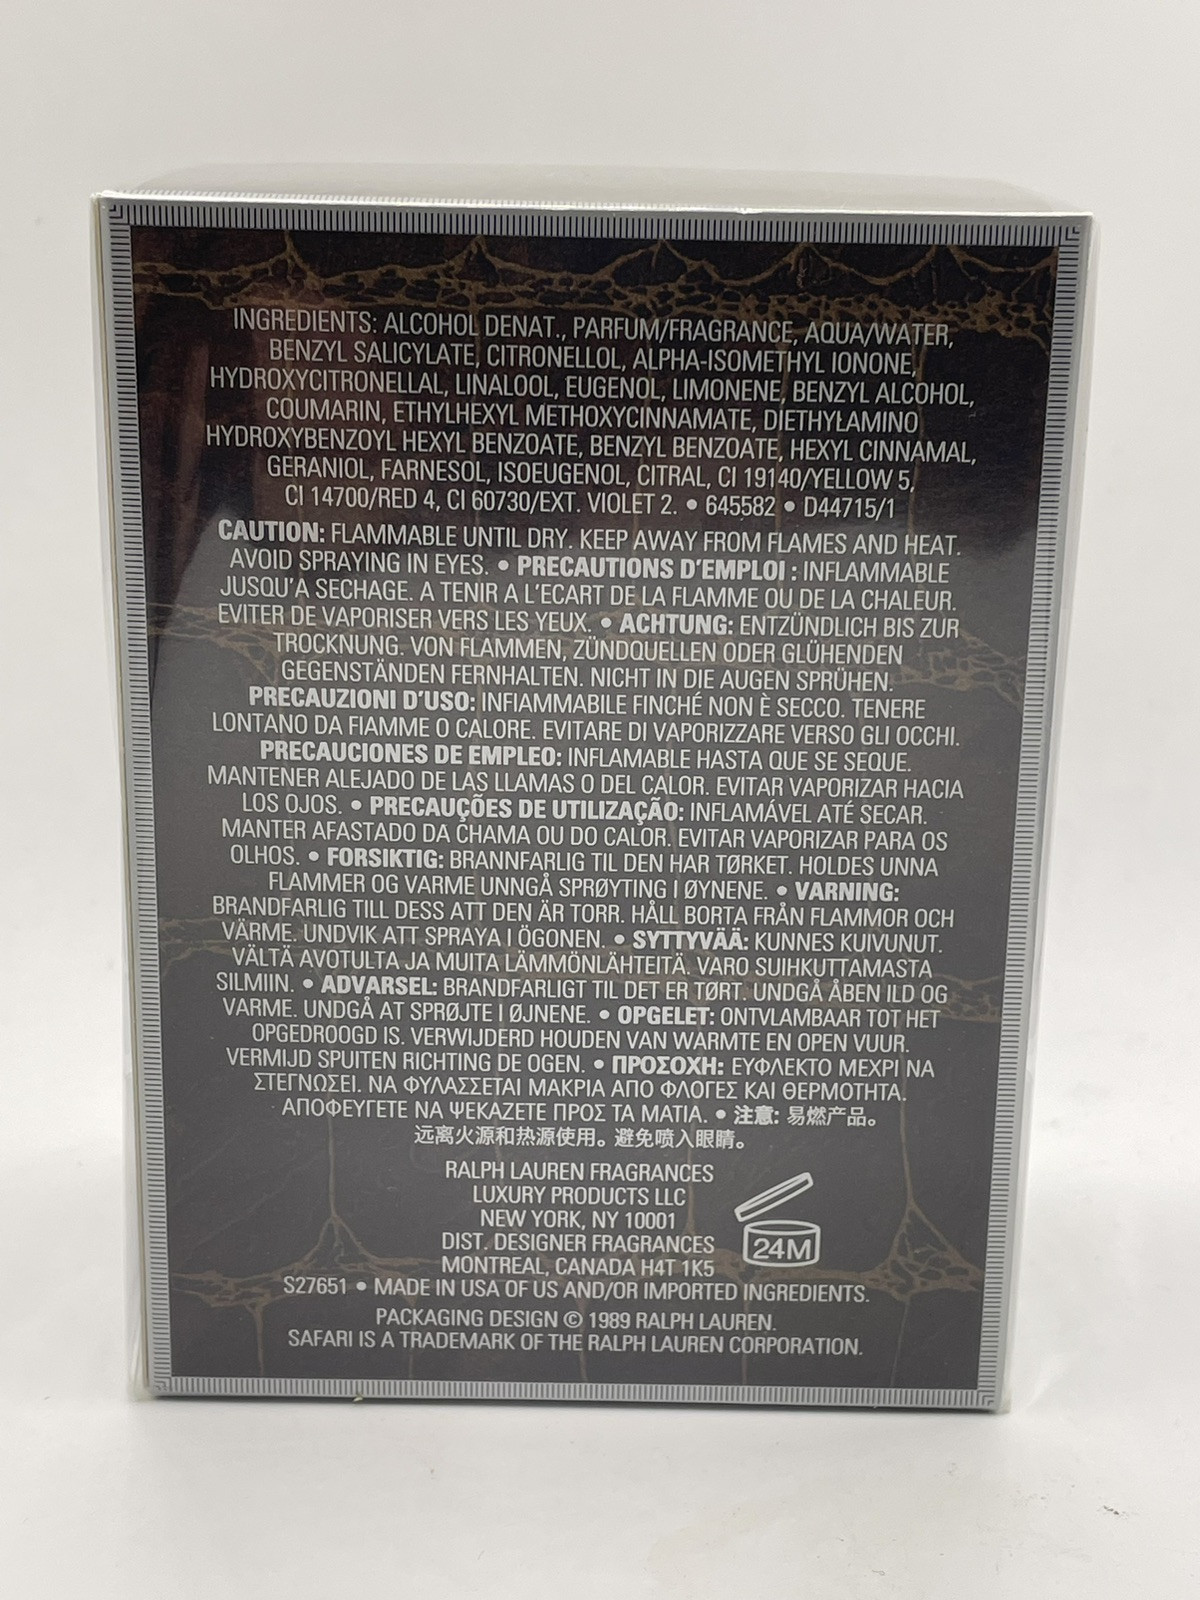 INGREDIENTS: ALCOHOL DENAT., PARFUM/FRAGRANCE, AQUA/WATER,
BENZYL SALICYLATE, CITRONELLOL, ALPHA-ISOMETHYL IONONE,
HYDROXYCITRONELLAL, LINALOOL, EUGENOL, LIMONENE, BENZYL ALCOHOL,
COUMARIN, ETHYLHEXYL METHOXYCINNAMATE, DIETHYLAMINO
HYDROXYBENZOYL HEXYL BENZOATE, BENZYL BENZOATE, HEXYL CINNAMAL,
GERANIOL, FARNESOL, ISOEUGENOL, CITRAL, CI 19140/YELLOW 5,
CI 14700/RED 4, CI 60730/EXT. VIOLET 2. • 645582 • D44715/1
CAUTION: FLAMMABLE UNTIL DRY. KEEP AWAY FROM FLAMES AND HEAT.
AVOID SPRAYING IN EYES. • PRECAUTIONS D'EMPLOI : INFLAMMABLE
JUSQU'A SECHAGE. A TENIR A L'ECART DE LA FLAMME OU DE LA CHALEUR.
EVITER DE VAPORISER VERS LES YEUX. • ACHTUNG: ENTZÜNDLICH BIS ZUR
TROCKNUNG. VON FLAMMEN, ZÜNDQUELLEN ODER GLÜHENDEN
GEGENSTÄNDEN FERNHALTEN. NICHT IN DIE AUGEN SPRÜHEN.
PRECAUZIONI D'USO: INFIAMMABILE FINCHÉ NON È SECCO. TENERE
LONTANO DA FIAMME O CALORE. EVITARE DI VAPORIZZARE VERSO GLI OCCHI.
PRECAUCIONES DE EMPLEO: INFLAMABLE HASTA QUE SE SEQUE.
MANTENER ALEJADO DE LAS LLAMAS O DEL CALOR. EVITAR VAPORIZAR HACIA
LOS OJOS. • PRECAUÇÕES DE UTILIZAÇÃO: INFLAMÁVEL ATÉ SECAR.
MANTER AFASTADO DA CHAMA OU DO CALOR. EVITAR VAPORIZAR PARA OS
OLHOS. • FORSIKTIG: BRANNFARLIG TIL DEN HAR TØRKET. HOLDES UNNA
FLAMMER OG VARME UNNGÅ SPRØYTING I ØYNENE. • VARNING:
BRANDFARLIG TILL DESS ATT DEN ÄR TORR. HÅLL BORTA FRÅN FLAMMOR OCH
VÄRME. UNDVIK ATT SPRAYA I ÖGONEN. • SYTTYVÄÄ: KUNNES KUIVUNUT.
VÄLTÄ AVOTULTA JA MUITA LÄMMÖNLÄHTEITÄ. VARO SUIHKUTTAMASTA
SILMIIN. • ADVARSEL: BRANDFARLIGT TIL DET ER TØRT. UNDGÅ ÅBEN ILD OG
VARME. UNDGÅ AT SPRØJTE I ØJNENE. • OPGELET: ONTVLAMBAAR TOT HET
OPGEDROOGD IS. VERWIJDERD HOUDEN VAN WARMTE EN OPEN VUUR.
VERMIJD SPUITEN RICHTING DE OGEN. • ΠΡΟΣΟΧΗ: ΕΥΦΛΕΚΤΟ ΜΕΧΡΙ ΝΑ
ΣΤΕΓΝΩΣΕΙ. ΝΑ ΦΥΛΑΣΣΕΤΑΙ ΜΑΚΡΙΑ ΑΠΟ ΦΛΟΓΕΣ ΚΑΙ ΘΕΡΜΟΤΗΤΑ.
ΑΠΟΦΕΥΓΕΤΕ ΝΑ ΨΕΚΑΖΕΤΕ ΠΡΟΣ ΤΑ ΜΑΤΙΑ. • 注意: 易燃产品。
远离火源和热源使用。避免喷入眼睛。
RALPH LAUREN FRAGRANCES
LUXURY PRODUCTS LLC
NEW YORK, NY 10001
DIST. DESIGNER FRAGRANCES
MONTREAL, CANADA H4T 1K5
24M
S27651 • MADE IN USA OF US AND/OR IMPORTED INGREDIENTS.
PACKAGING DESIGN © 1989 RALPH LAUREN.
SAFARI IS A TRADEMARK OF THE RALPH LAUREN CORPORATION.